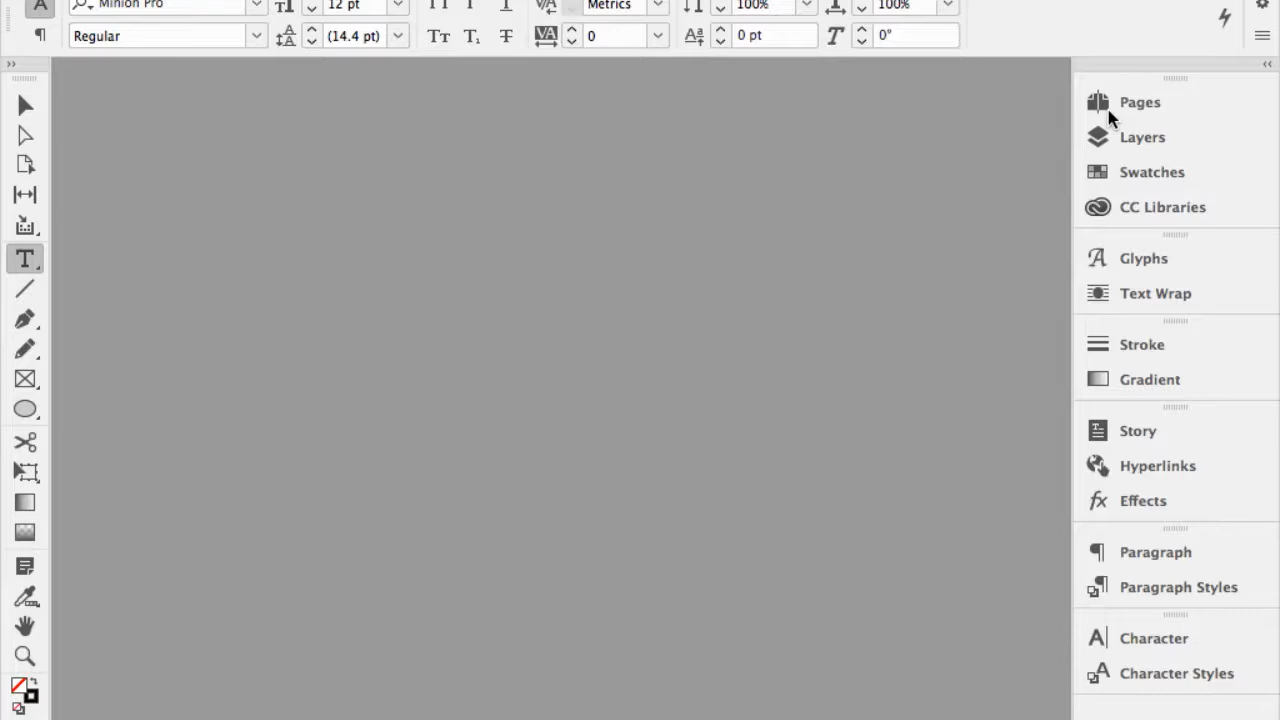 Minion Pro 12 pt Metrics 100% 100%
Regular (14.4 pt) 0 0 pt 0°
Pages
Layers
Swatches
CC Libraries
Glyphs
Text Wrap
Stroke
Gradient
Story
Hyperlinks
Effects
Paragraph
Paragraph Styles
Character
Character Styles